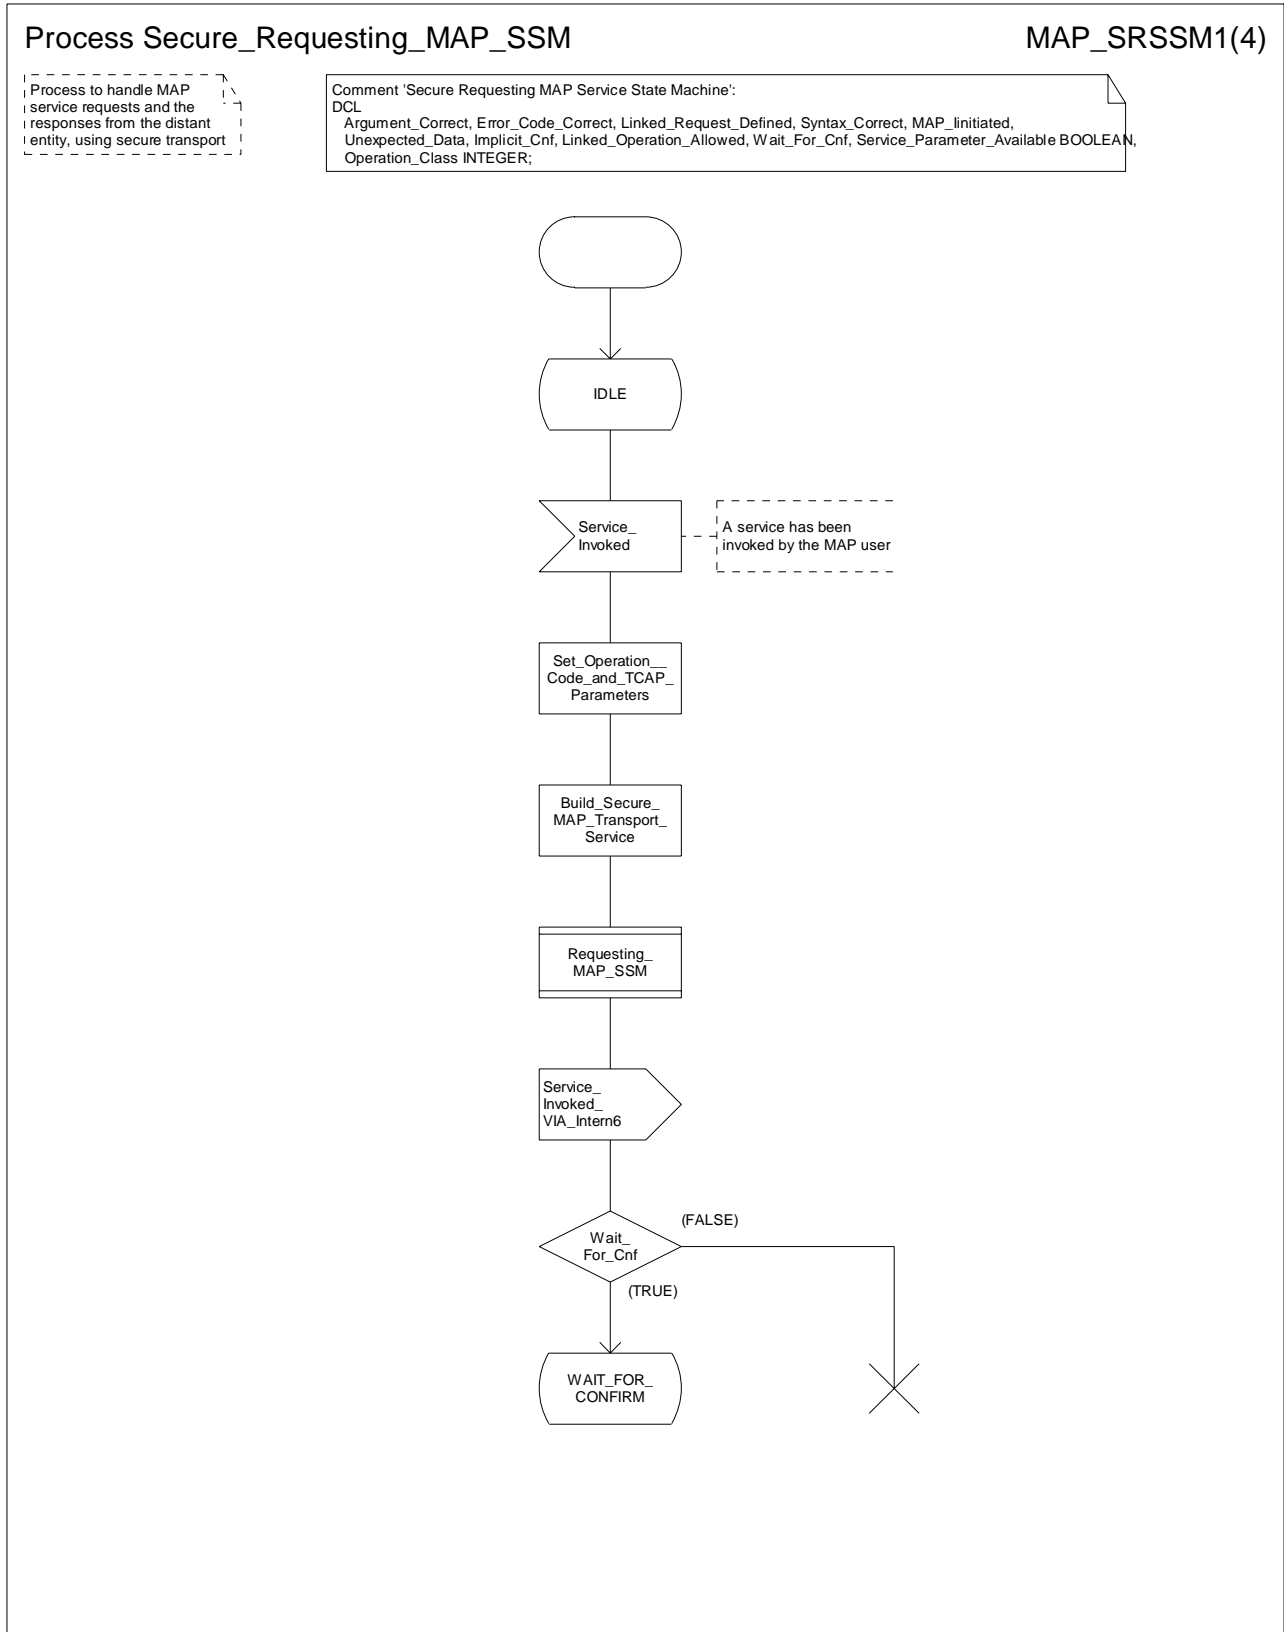 Process Secure_Requesting_MAP_SSM
MAP_SRSSM1(4)
Process to handle MAP
service requests and the
responses from the distant
entity, using secure transport
Comment 'Secure Requesting MAP Service State Machine':
DCL
Argument_Correct, Error_Code_Correct, Linked_Request_Defined, Syntax_Correct, MAP_Iinitiated,
Unexpected_Data, Implicit_Cnf, Linked_Operation_Allowed, Wait_For_Cnf, Service_Parameter_Available BOOLEAN,
Operation_Class INTEGER;
IDLE
Service_
Invoked
A service has been
invoked by the MAP user
Set_Operation__
Code_and_TCAP_
Parameters
Build_Secure_
MAP_Transport_
Service
Requesting_
MAP_SSM
Service_
Invoked_
VIA_Intern6
(FALSE)
Wait_
For_Cnf
(TRUE)
WAIT_FOR_
CONFIRM